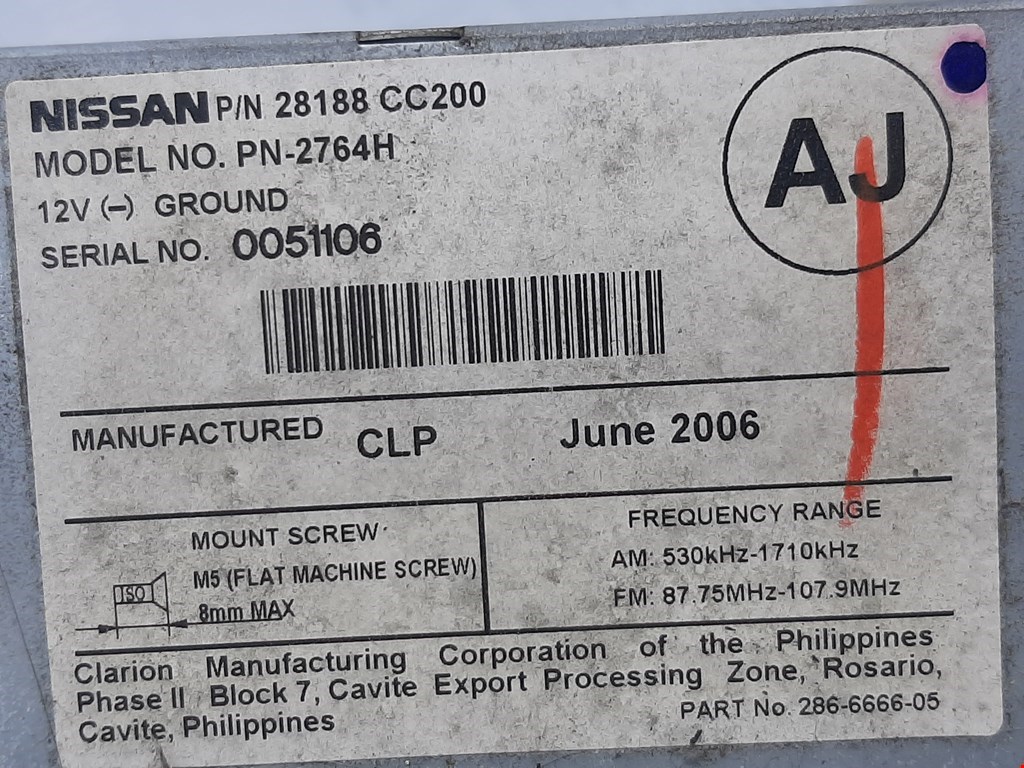 NISSAN P/N 28188 CC200
MODEL NO. PN-2764H
12V (–) GROUND
SERIAL NO. 0051106
AJ
MANUFACTURED CLP June 2006
MOUNT SCREW
M5 (FLAT MACHINE SCREW)
ISO
8mm MAX
FREQUENCY RANGE
AM: 530kHz-1710kHz
FM: 87.75MHz-107.9MHz
Clarion Manufacturing Corporation of the Philippines
Phase II Block 7, Cavite Export Processing Zone, Rosario,
Cavite, Philippines
PART No. 286-6666-05